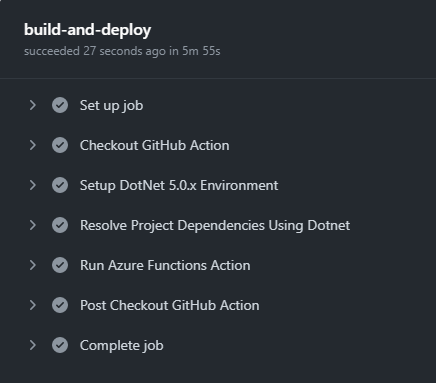 build-and-deploy
succeeded 27 seconds ago in 5m 55s
Set up job
Checkout GitHub Action
Setup DotNet 5.0.x Environment
Resolve Project Dependencies Using Dotnet
Run Azure Functions Action
Post Checkout GitHub Action
Complete job